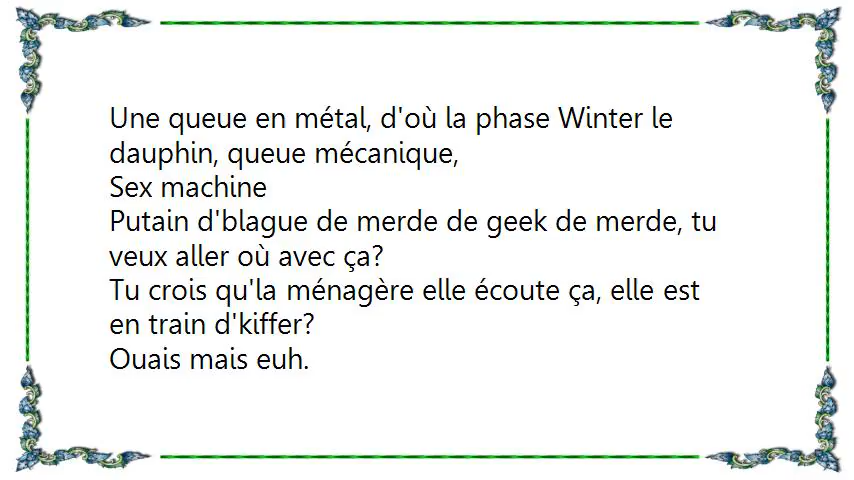 Une queue en métal, d'où la phase Winter le
dauphin, queue mécanique,
Sex machine
Putain d'blague de merde de geek de merde, tu
veux aller où avec ça?
Tu crois qu'la ménagère elle écoute ça, elle est
en train d'kiffer?
Ouais mais euh.